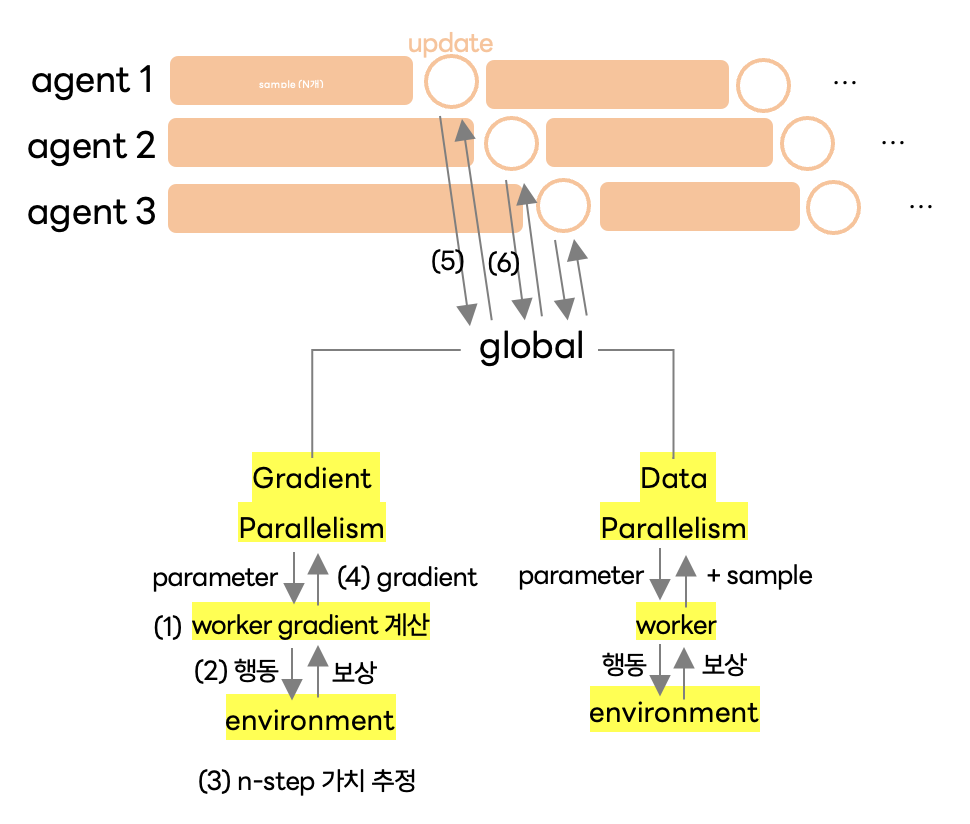 update
agent 1
sample (N개)
...
agent 2
...
agent 3
...
(5)
(6)
global
Gradient
Parallelism
parameter
(4) gradient
(1) worker gradient 계산
(2) 행동
보상
environment
(3) n-step 가치 추정
Data
Parallelism
parameter
+ sample
worker
행동
보상
environment